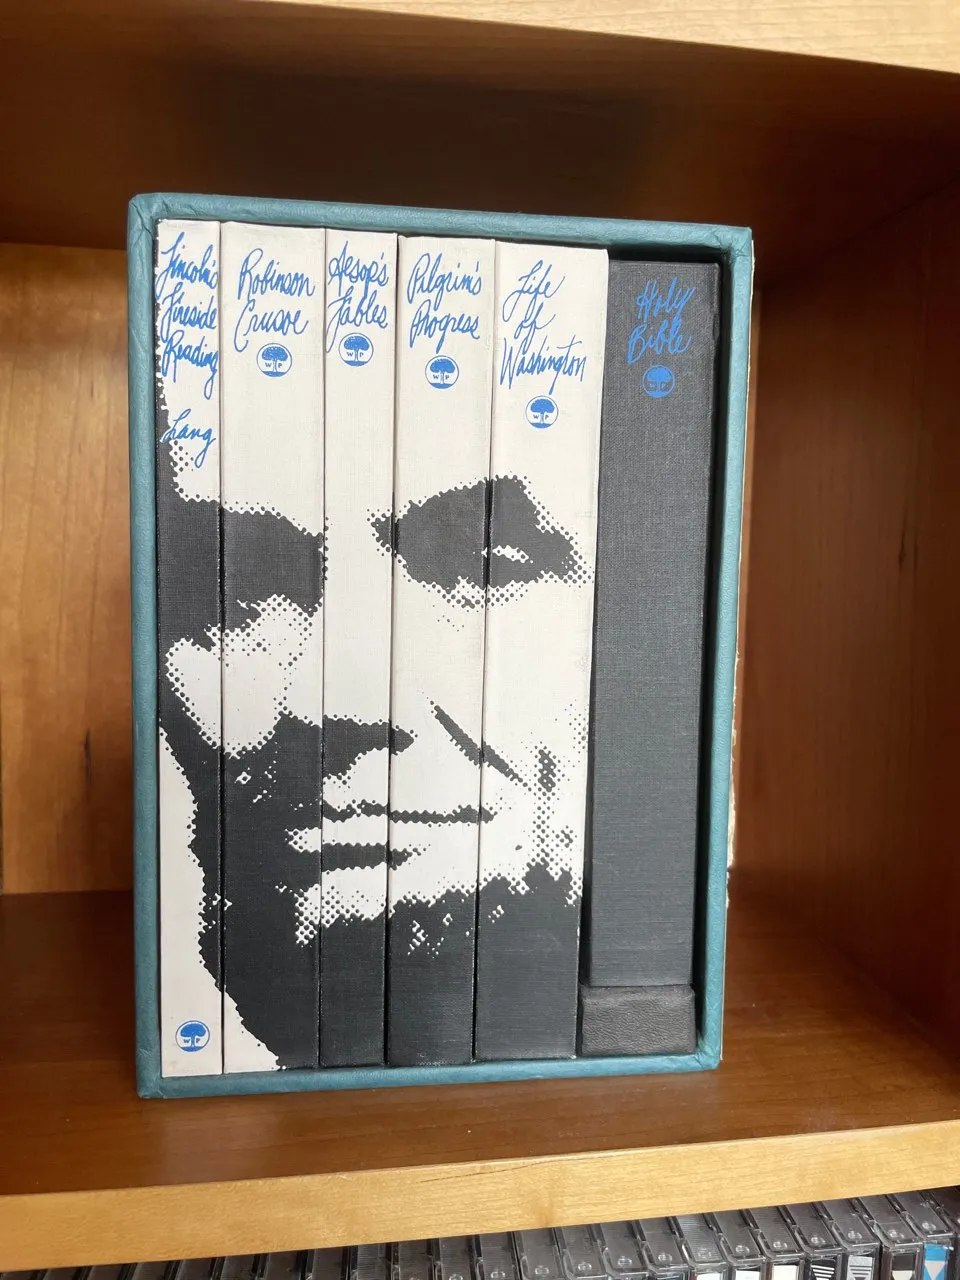 Lincoln's
Fireside
Reading
Lang
W P
Robinson
Crusoe
W P
Aesop's
Fables
W P
Pilgrim's
Progress
W P
Life
of
Washington
W P
Holy
Bible
W P